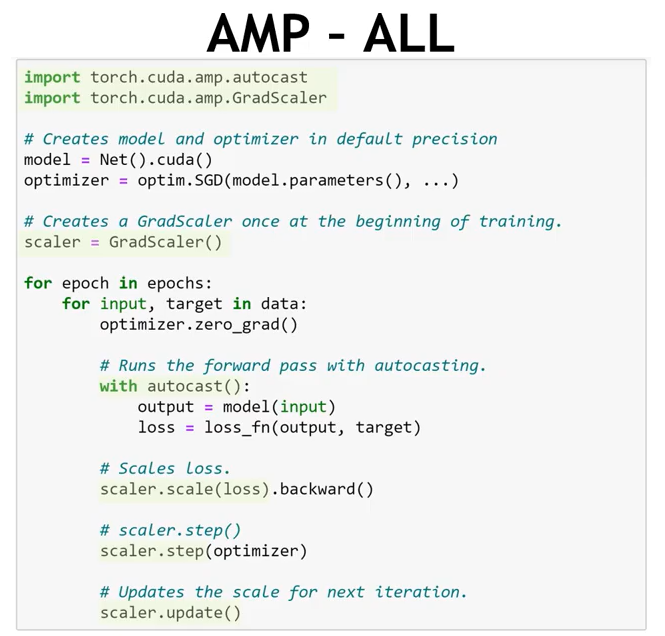 AMP - ALL
import torch.cuda.amp.autocast
import torch.cuda.amp.GradScaler
# Creates model and optimizer in default precision
model = Net().cuda()
optimizer = optim.SGD(model.parameters(), ...)
# Creates a GradScaler once at the beginning of training.
scaler = GradScaler()
for epoch in epochs:
    for input, target in data:
        optimizer.zero_grad()
        # Runs the forward pass with autocasting.
        with autocast():
            output = model(input)
            loss = loss_fn(output, target)
        # Scales loss.
        scaler.scale(loss).backward()
        # scaler.step()
        scaler.step(optimizer)
        # Updates the scale for next iteration.
        scaler.update()